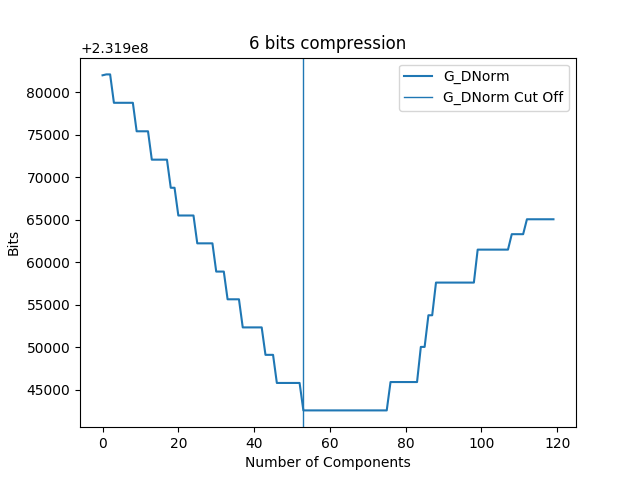 6 bits compression
+2.319e8
G_DNorm
G_DNorm Cut Off
80000
75000
70000
65000
60000
55000
50000
45000
Bits
0 20 40 60 80 100 120
Number of Components